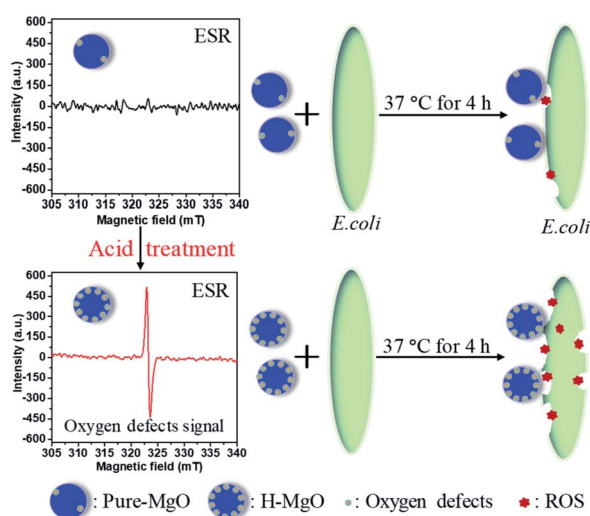 ESR
Intensity (a.u.)
600
450
300
150
0
-150
-300
-450
-600
305 310 315 320 325 330 335 340
Magnetic field (mT)
+
37 °C for 4 h
E.coli
E.coli
Acid treatment
ESR
Intensity (a.u.)
600
450
300
150
0
-150
-300
-450
-600
Oxygen defects signal
305 310 315 320 325 330 335 340
Magnetic field (mT)
+
37 °C for 4 h
: Pure-MgO : H-MgO : Oxygen defects : ROS